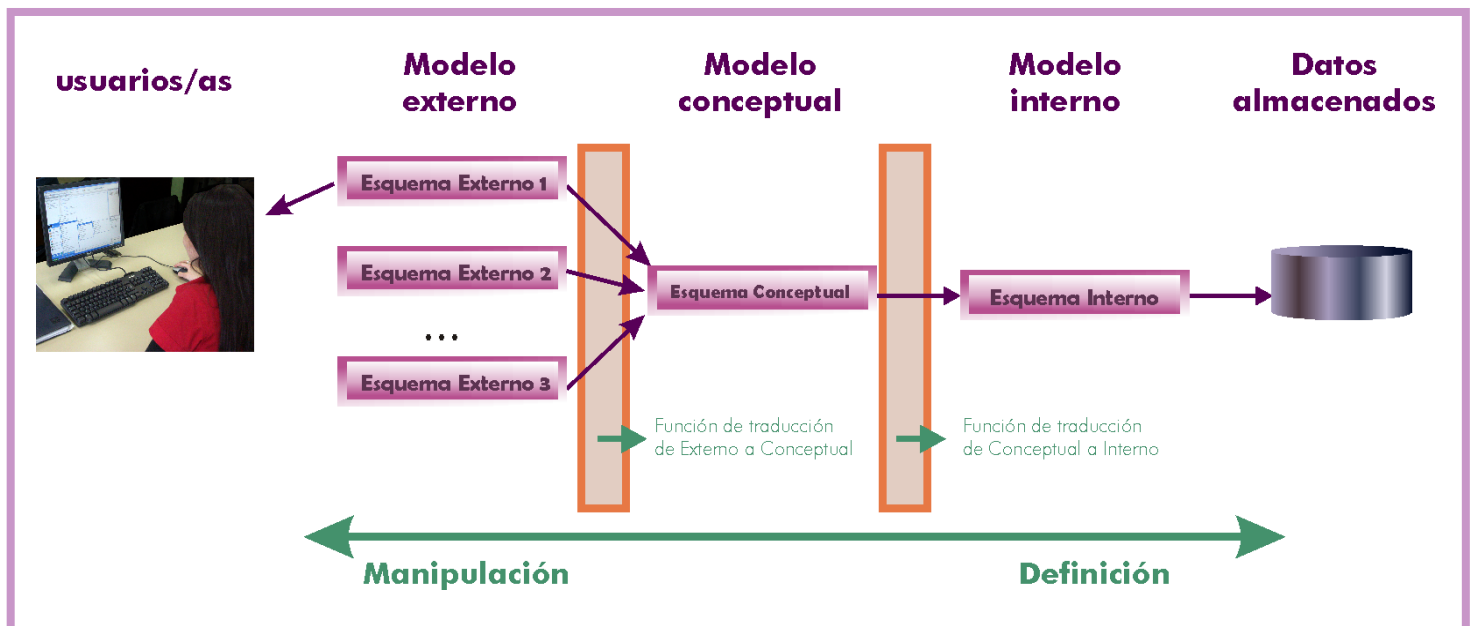 usuarios/as
Modelo
externo
Modelo
conceptual
Modelo
interno
Datos
almacenados
Esquema Externo 1
Esquema Externo 2
...
Esquema Externo 3
Esquema Conceptual
Esquema Interno
Función de traducción
de Externo a Conceptual
Función de traducción
de Conceptual a Interno
Manipulación
Definición